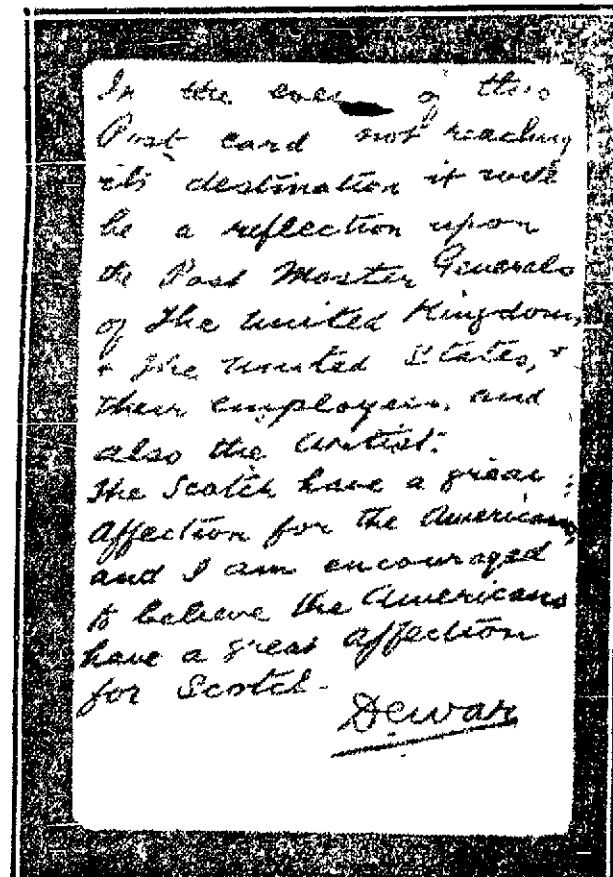 In the even of this
Post card not reaching
its destination it will
be a reflection upon
the Post Master Generals
of the United Kingdom,
+ the United States, +
their employees, and
also the artist.
The Scotch have a great
affection for the Americans,
and I am encouraged
to believe the Americans
have a great affection
for Scotch.
Dewar